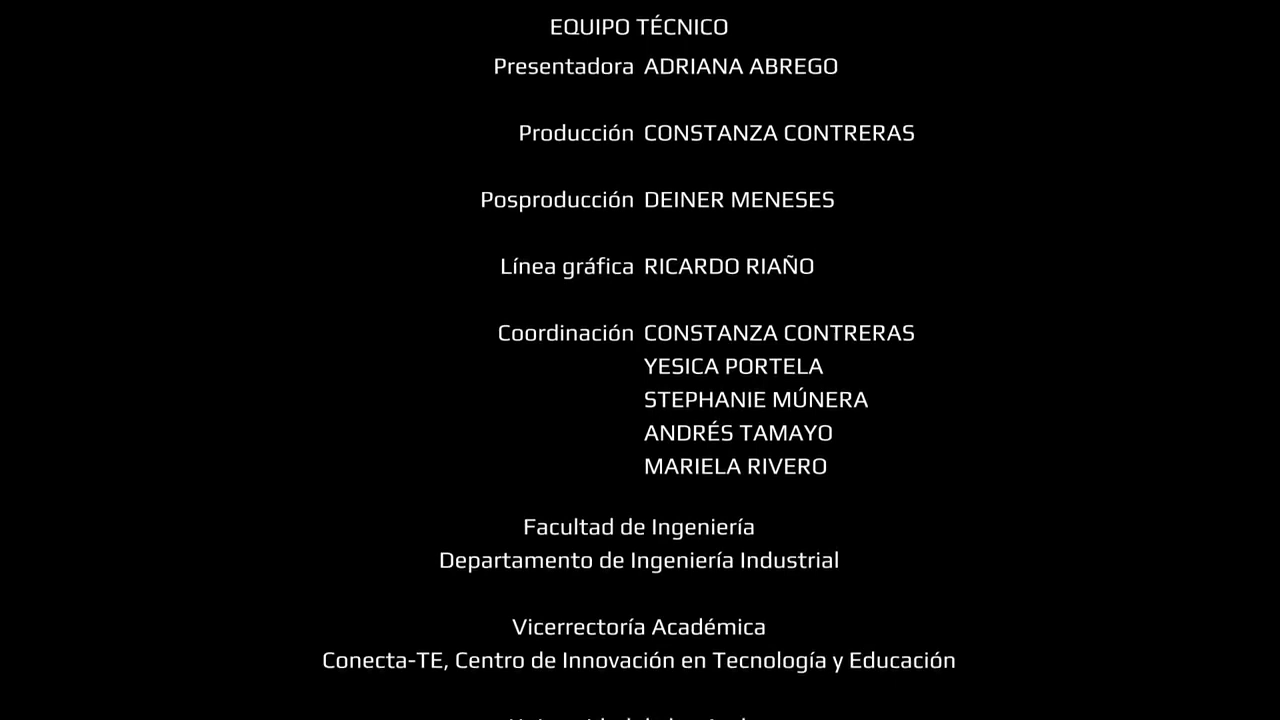 EQUIPO TÉCNICO
Presentadora ADRIANA ABREGO
Producción CONSTANZA CONTRERAS
Posproducción DEINER MENESES
Línea gráfica RICARDO RIAÑO
Coordinación CONSTANZA CONTRERAS
YESICA PORTELA
STEPHANIE MÚNERA
ANDRÉS TAMAYO
MARIELA RIVERO
Facultad de Ingeniería
Departamento de Ingeniería Industrial
Vicerrectoría Académica
Conecta-TE, Centro de Innovación en Tecnología y Educación